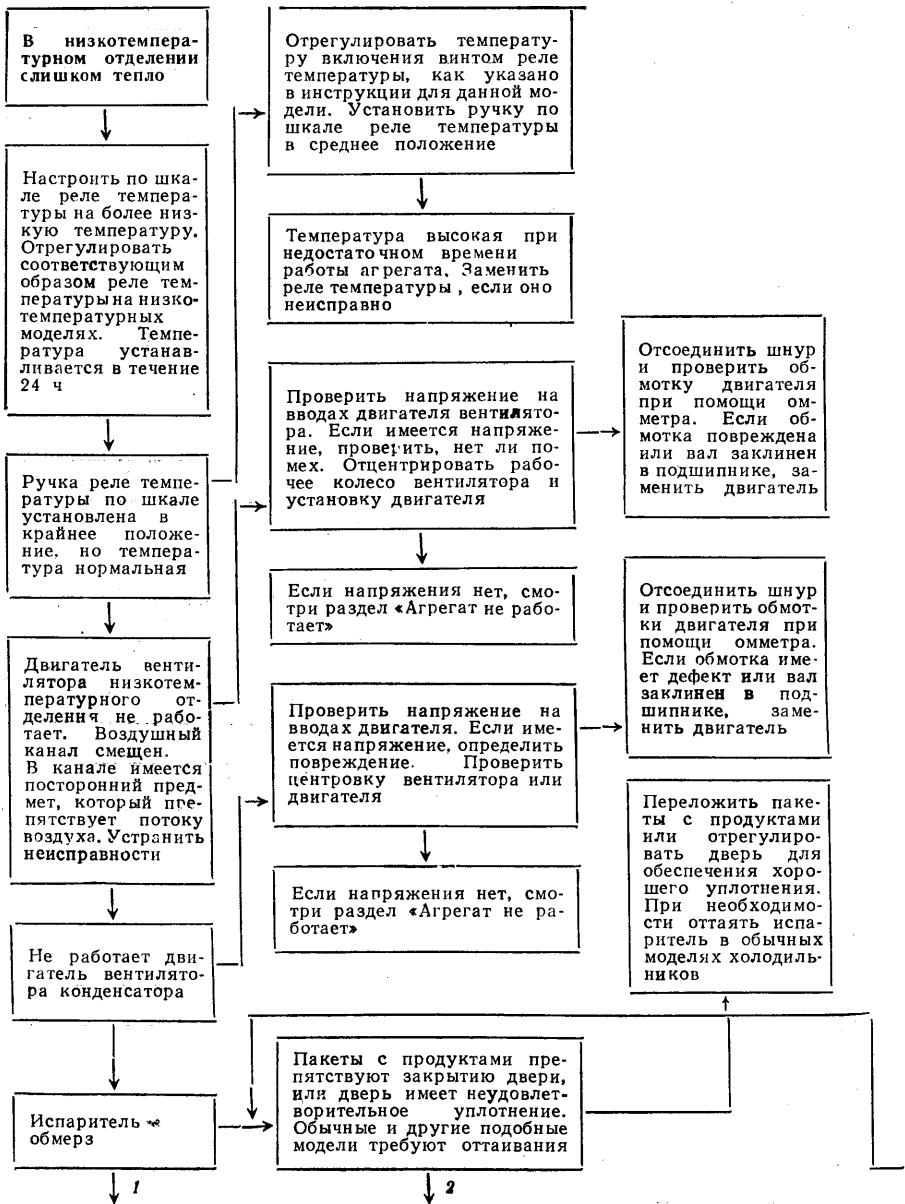 В низкотемпера-
турном отделении
слишком тепло
Настроить по шка-
ле реле темпера-
туры на более низ-
кую температуру.
Отрегулировать
соответствующим
образом реле тем-
пературы на низко-
температурных
моделях. Темпе-
ратура устанав-
ливается в течение
24 ч
Ручка реле темпе-
ратуры по шкале
установлена в
крайнее положе-
ние, но темпера-
тура нормальная
Двигатель венти-
лятора низкотем-
пературного от-
деления не рабо-
тает. Воздушный
канал смещен.
В канале имеется
посторонний пред-
мет, который пре-
пятствует потоку
воздуха. Устранить
неисправности
Не работает дви-
гатель вентилято-
ра конденсатора
Испаритель
обмерз
1
Отрегулировать температу-
ру включения винтом реле
температуры, как указано
в инструкции для данной мо-
дели. Установить ручку по
шкале реле температуры
в среднее положение
Температура высокая при
недостаточном времени
работы агрегата. Заменить
реле температуры, если оно
неисправно
Проверить напряжение на
вводах двигателя вентилято-
ра. Если имеется напряже-
ние, проверить, нет ли по-
мех. Отцентрировать рабо-
чее колесо вентилятора и
установку двигателя
Если напряжения нет, смо-
три раздел «Агрегат не рабо-
тает»
Проверить напряжение на
вводах двигателя. Если име-
ется напряжение, определить
повреждение. Проверить
центровку вентилятора или
двигателя
Если напряжения нет, смо-
три раздел «Агрегат не ра-
ботает»
Пакеты с продуктами пре-
пятствуют закрытию двери,
или дверь имеет неудовлет-
ворительное уплотнение.
Обычные и другие подобные
модели требуют оттаивания
2
Отсоединить шнур
и проверить об-
мотку двигателя
при помощи ом-
метра. Если об-
мотка повреждена
или вал заклинен
в подшипнике, за-
менить двигатель
Отсоединить шнур
и проверить обмот-
ки двигателя при
помощи омметра.
Если обмотка име-
ет дефект или вал
заклинен в под-
шипнике, заме-
нить двигатель
Переложить паке-
ты с продуктами
или отрегулиро-
вать дверь для
обеспечения хоро-
шего уплотнения.
При необходимо-
сти оттаять испа-
ритель в обычных
моделях холодиль-
ников